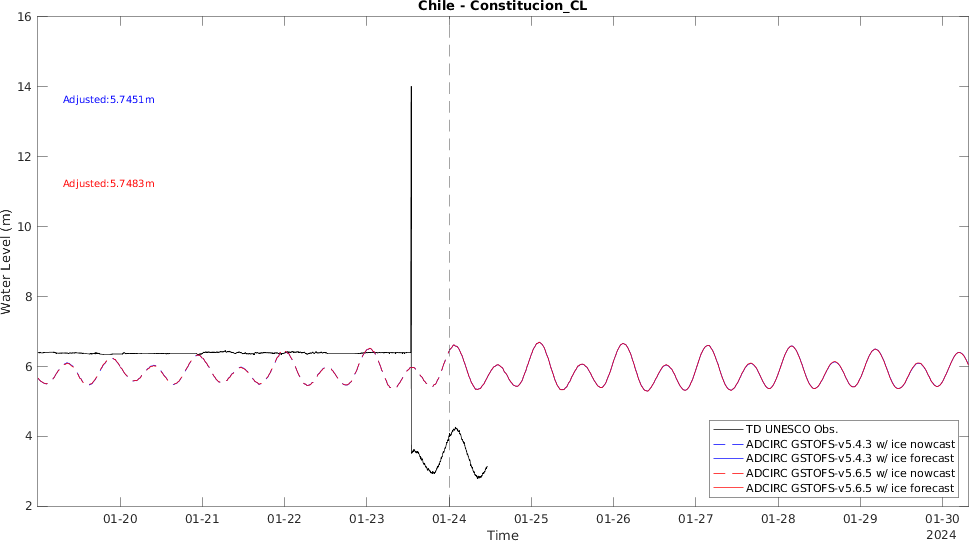 Chile - Constitucion_CL
16
14
12
10
8
6
4
2
Water Level (m)
Adjusted:5.7451m
Adjusted:5.7483m
TD UNESCO Obs.
ADCIRC GSTOFS-v5.4.3 w/ ice nowcast
ADCIRC GSTOFS-v5.4.3 w/ ice forecast
ADCIRC GSTOFS-v5.6.5 w/ ice nowcast
ADCIRC GSTOFS-v5.6.5 w/ ice forecast
01-20 01-21 01-22 01-23 01-24 01-25 01-26 01-27 01-28 01-29 01-30
Time
2024